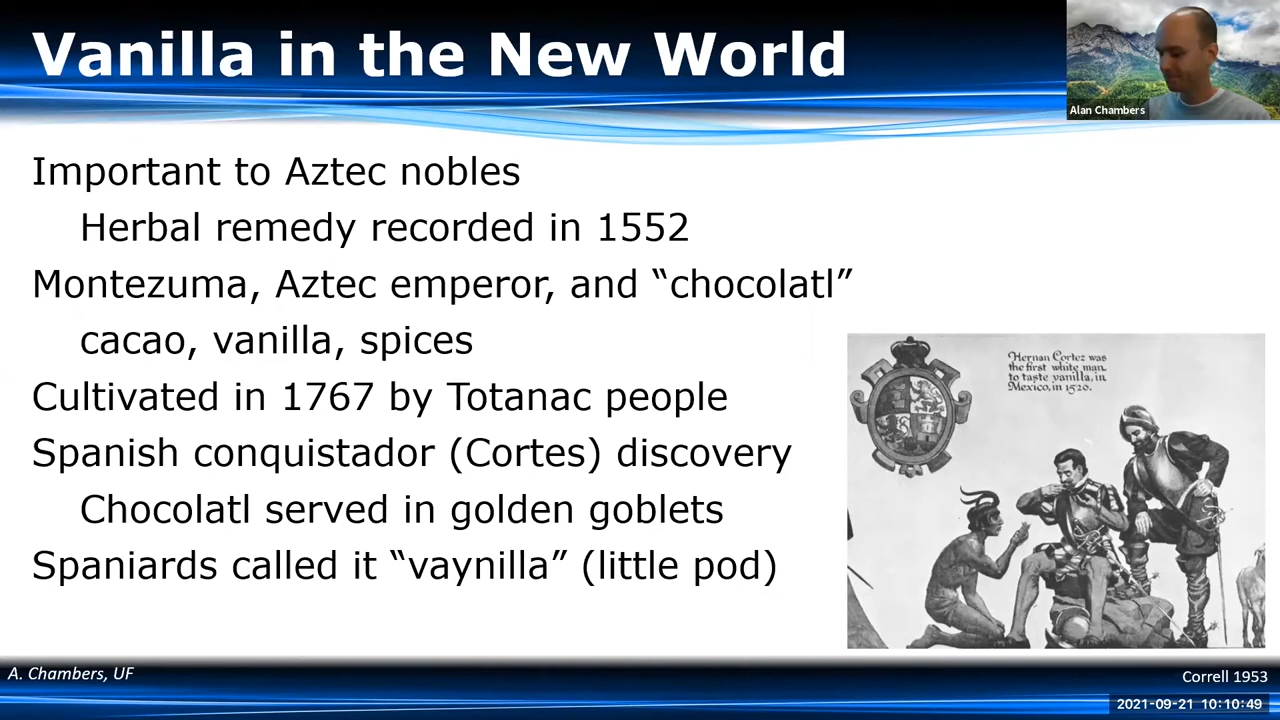 Vanilla in the New World
Alan Chambers
Important to Aztec nobles
Herbal remedy recorded in 1552
Montezuma, Aztec emperor, and “chocolatl”
cacao, vanilla, spices
Cultivated in 1767 by Totanac people
Spanish conquistador (Cortes) discovery
Chocolatl served in golden goblets
Spaniards called it “vaynilla” (little pod)
Hernan Cortez was
the first white man
to taste vanilla, in
Mexico, in 1520.
A. Chambers, UF
Correll 1953
2021-09-21 10:10:49